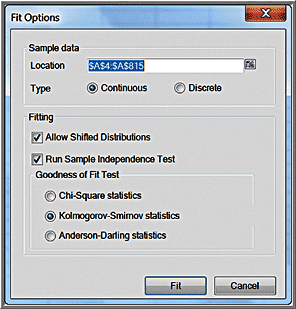 Fit Options
Sample data
Location $A$4:$A$815
Type Continuous Discrete
Fitting
Allow Shifted Distributions
Run Sample Independence Test
Goodness of Fit Test
Chi-Square statistics
Kolmogorov-Smirnov statistics
Anderson-Darling statistics
Fit Cancel